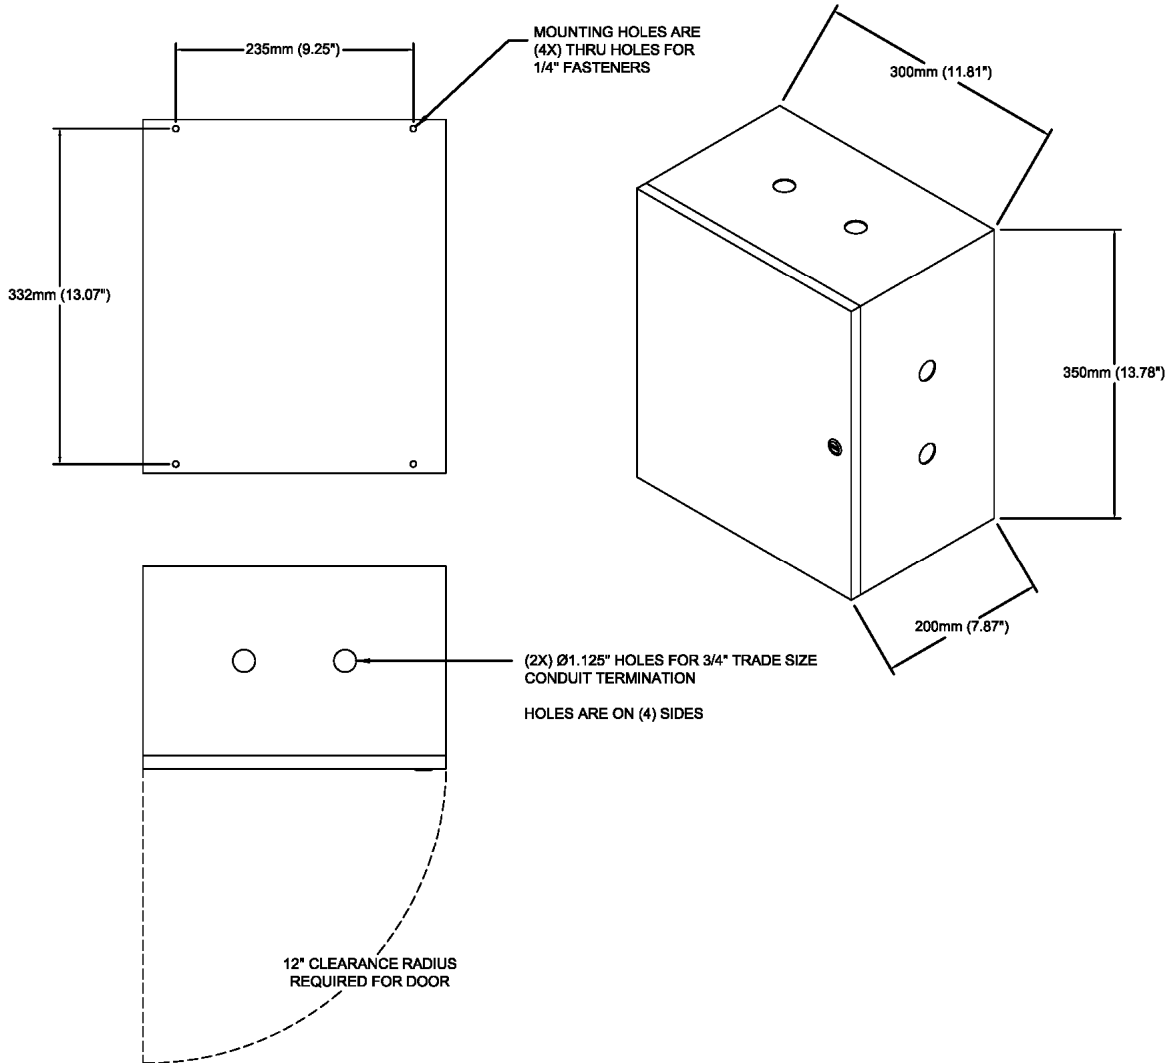 235mm (9.25")
MOUNTING HOLES ARE
(4X) THRU HOLES FOR
1/4" FASTENERS
300mm (11.81")
332mm (13.07")
350mm (13.78")
200mm (7.87")
(2X) Ø1.125" HOLES FOR 3/4" TRADE SIZE
CONDUIT TERMINATION
HOLES ARE ON (4) SIDES
12" CLEARANCE RADIUS
REQUIRED FOR DOOR